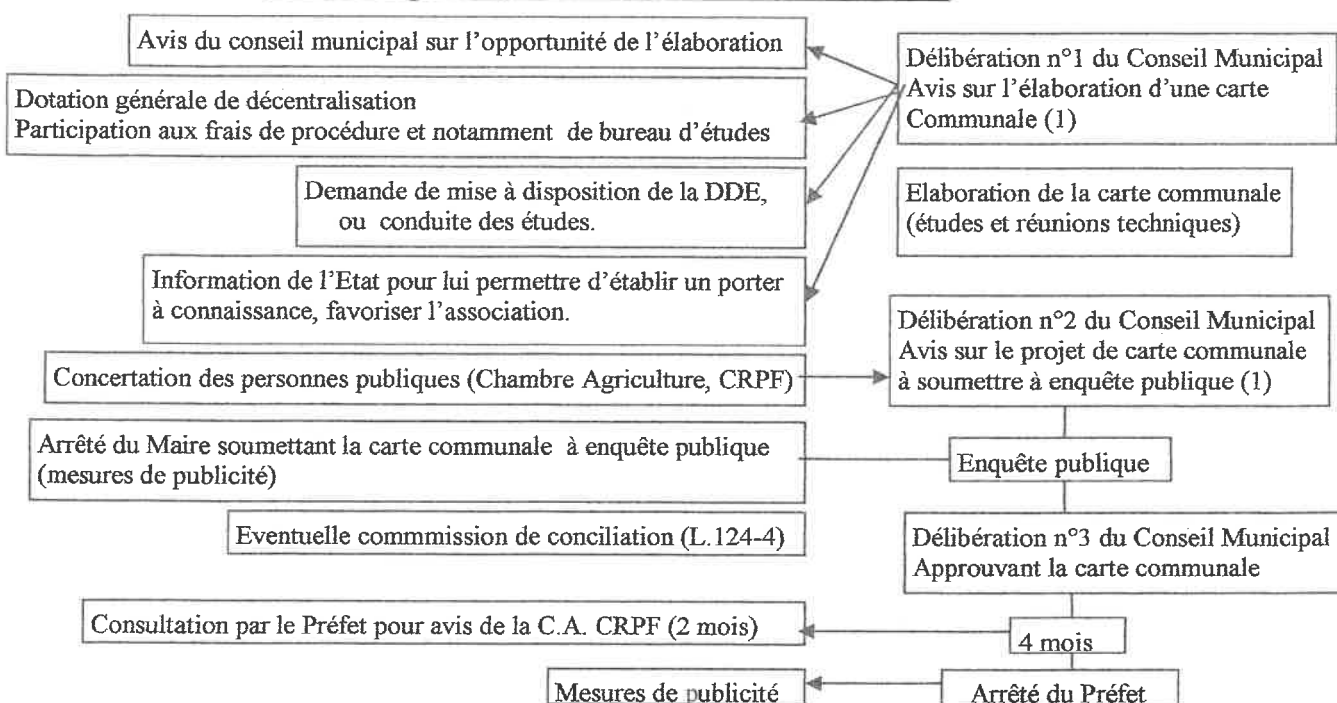 Avis du conseil municipal sur l'opportunité de l'élaboration
Délibération n°1 du Conseil Municipal
Avis sur l'élaboration d'une carte
Communale (1)
Dotation générale de décentralisation
Participation aux frais de procédure et notamment de bureau d'études
Demande de mise à disposition de la DDE,
ou conduite des études.
Elaboration de la carte communale
(études et réunions techniques)
Information de l'Etat pour lui permettre d'établir un porter
à connaissance, favoriser l'association.
Délibération n°2 du Conseil Municipal
Avis sur le projet de carte communale
à soumettre à enquête publique (1)
Concertation des personnes publiques (Chambre Agriculture, CRPF)
Arrêté du Maire soumettant la carte communale à enquête publique
(mesures de publicité)
Enquête publique
Eventuelle commmission de conciliation (L.124-4)
Délibération n°3 du Conseil Municipal
Approuvant la carte communale
Consultation par le Préfet pour avis de la C.A. CRPF (2 mois)
4 mois
Mesures de publicité
Arrêté du Préfet